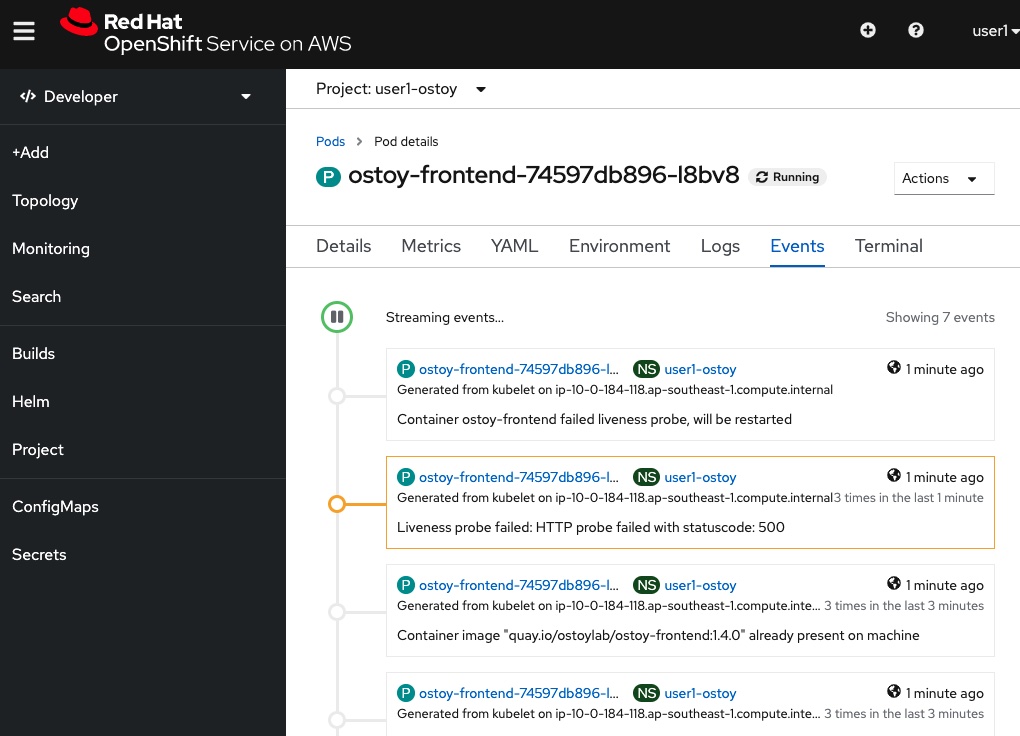 Red Hat
OpenShift Service on AWS
user1
Developer
Project: user1-ostoy
+Add
Topology
Monitoring
Search
Builds
Helm
Project
ConfigMaps
Secrets
Pods > Pod details
P ostoy-frontend-74597db896-l8bv8 Running
Actions
Details Metrics YAML Environment Logs Events Terminal
Streaming events... Showing 7 events
P ostoy-frontend-74597db896-l... NS user1-ostoy 1 minute ago
Generated from kubelet on ip-10-0-184-118.ap-southeast-1.compute.internal
Container ostoy-frontend failed liveness probe, will be restarted
P ostoy-frontend-74597db896-l... NS user1-ostoy 1 minute ago
Generated from kubelet on ip-10-0-184-118.ap-southeast-1.compute.internal 3 times in the last 1 minute
Liveness probe failed: HTTP probe failed with statuscode: 500
P ostoy-frontend-74597db896-l... NS user1-ostoy 1 minute ago
Generated from kubelet on ip-10-0-184-118.ap-southeast-1.compute.inte... 3 times in the last 3 minutes
Container image "quay.io/ostoylab/ostoy-frontend:1.4.0" already present on machine
P ostoy-frontend-74597db896-l... NS user1-ostoy 1 minute ago
Generated from kubelet on ip-10-0-184-118.ap-southeast-1.compute.inte... 3 times in the last 3 minutes